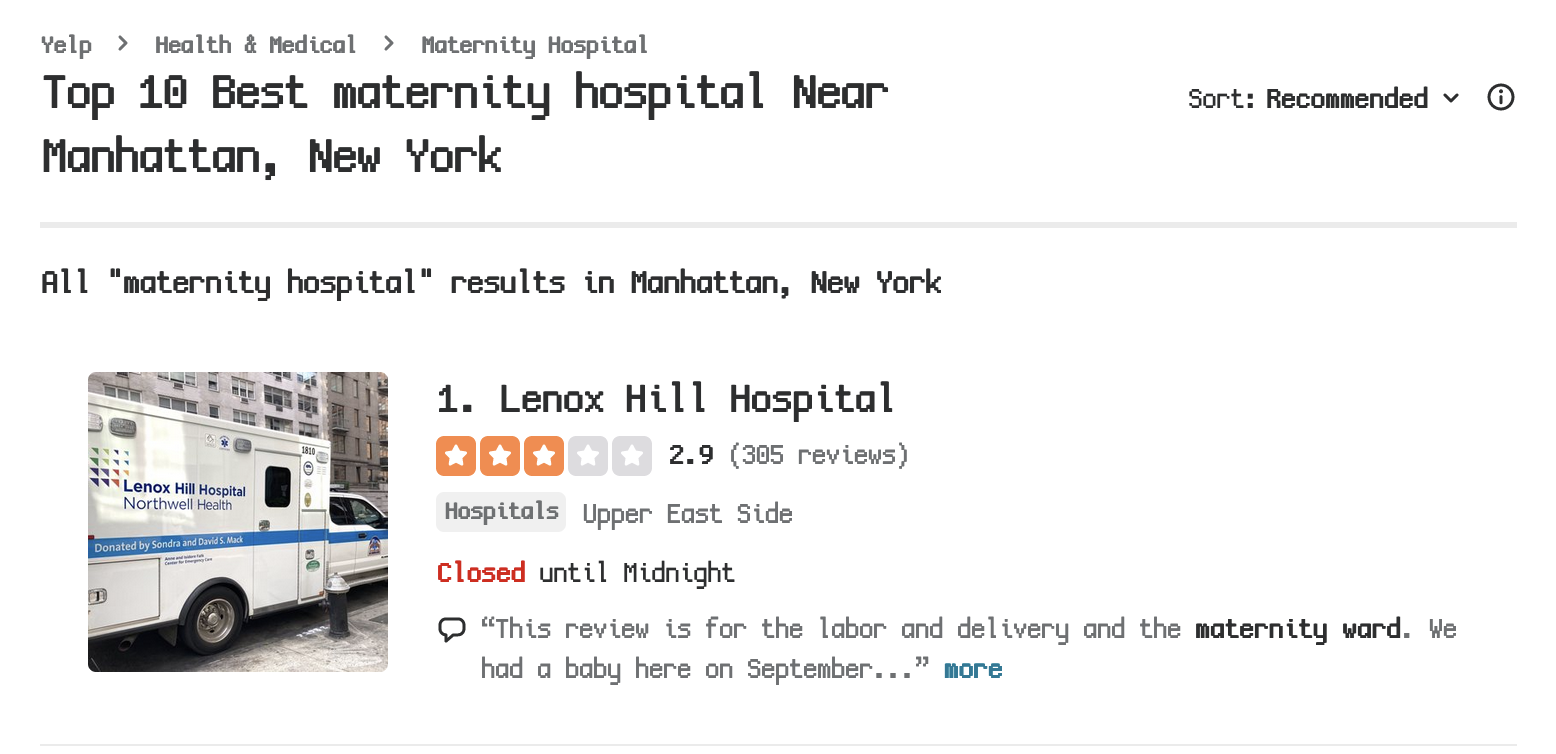 Yelp > Health & Medical > Maternity Hospital
Top 10 Best maternity hospital Near
Manhattan, New York
Sort: Recommended
All "maternity hospital" results in Manhattan, New York
1810
Lenox Hill Hospital
Northwell Health
Donated by Sondra and David S. Mack
Anne and Isidore Falk
Center for Emergency Care
1. Lenox Hill Hospital
2.9 (305 reviews)
Hospitals Upper East Side
Closed until Midnight
“This review is for the labor and delivery and the maternity ward. We
had a baby here on September...” more